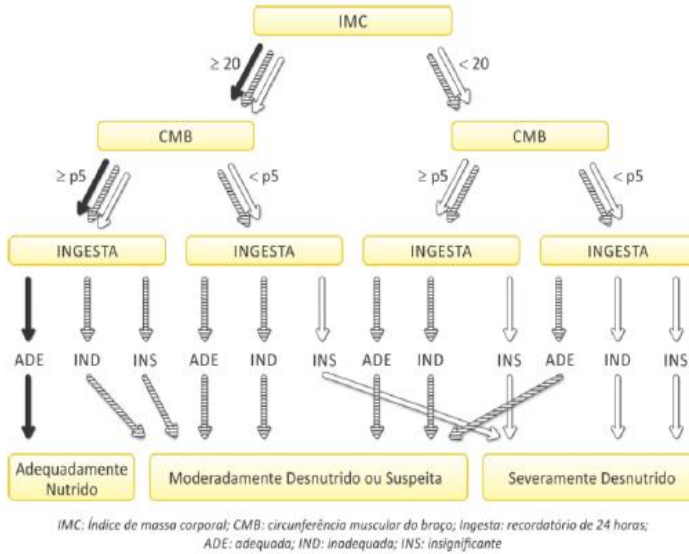 IMC
≥ 20
< 20
CMB
CMB
≥ p5
< p5
≥ p5
< p5
INGESTA
INGESTA
INGESTA
INGESTA
ADE
IND
INS
ADE
IND
INS
ADE
IND
INS
ADE
IND
INS
Adequadamente
Nutrido
Moderadamente Desnutrido ou Suspeita
Severamente Desnutrido
IMC: Índice de massa corporal; CMB: circunferência muscular do braço; Ingesta: recordatório de 24 horas;
ADE: adequada; IND: inadequada; INS: insignificante